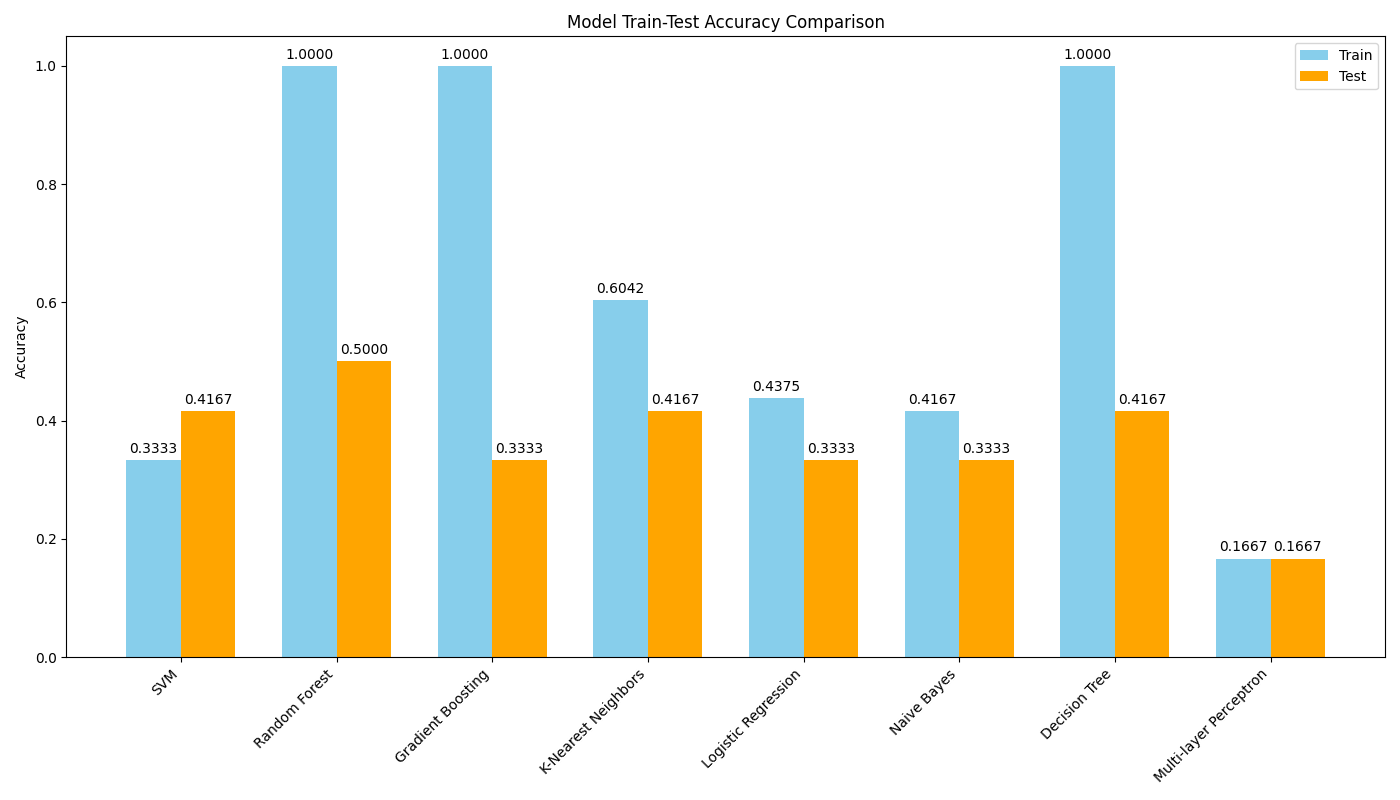 Model Train-Test Accuracy Comparison
Train
Test
Accuracy
1.0
0.8
0.6
0.4
0.2
0.0
0.3333
0.4167
1.0000
0.5000
1.0000
0.3333
0.6042
0.4167
0.4375
0.3333
0.4167
0.3333
1.0000
0.4167
0.1667
0.1667
SVM
Random Forest
Gradient Boosting
K-Nearest Neighbors
Logistic Regression
Naive Bayes
Decision Tree
Multi-layer Perceptron